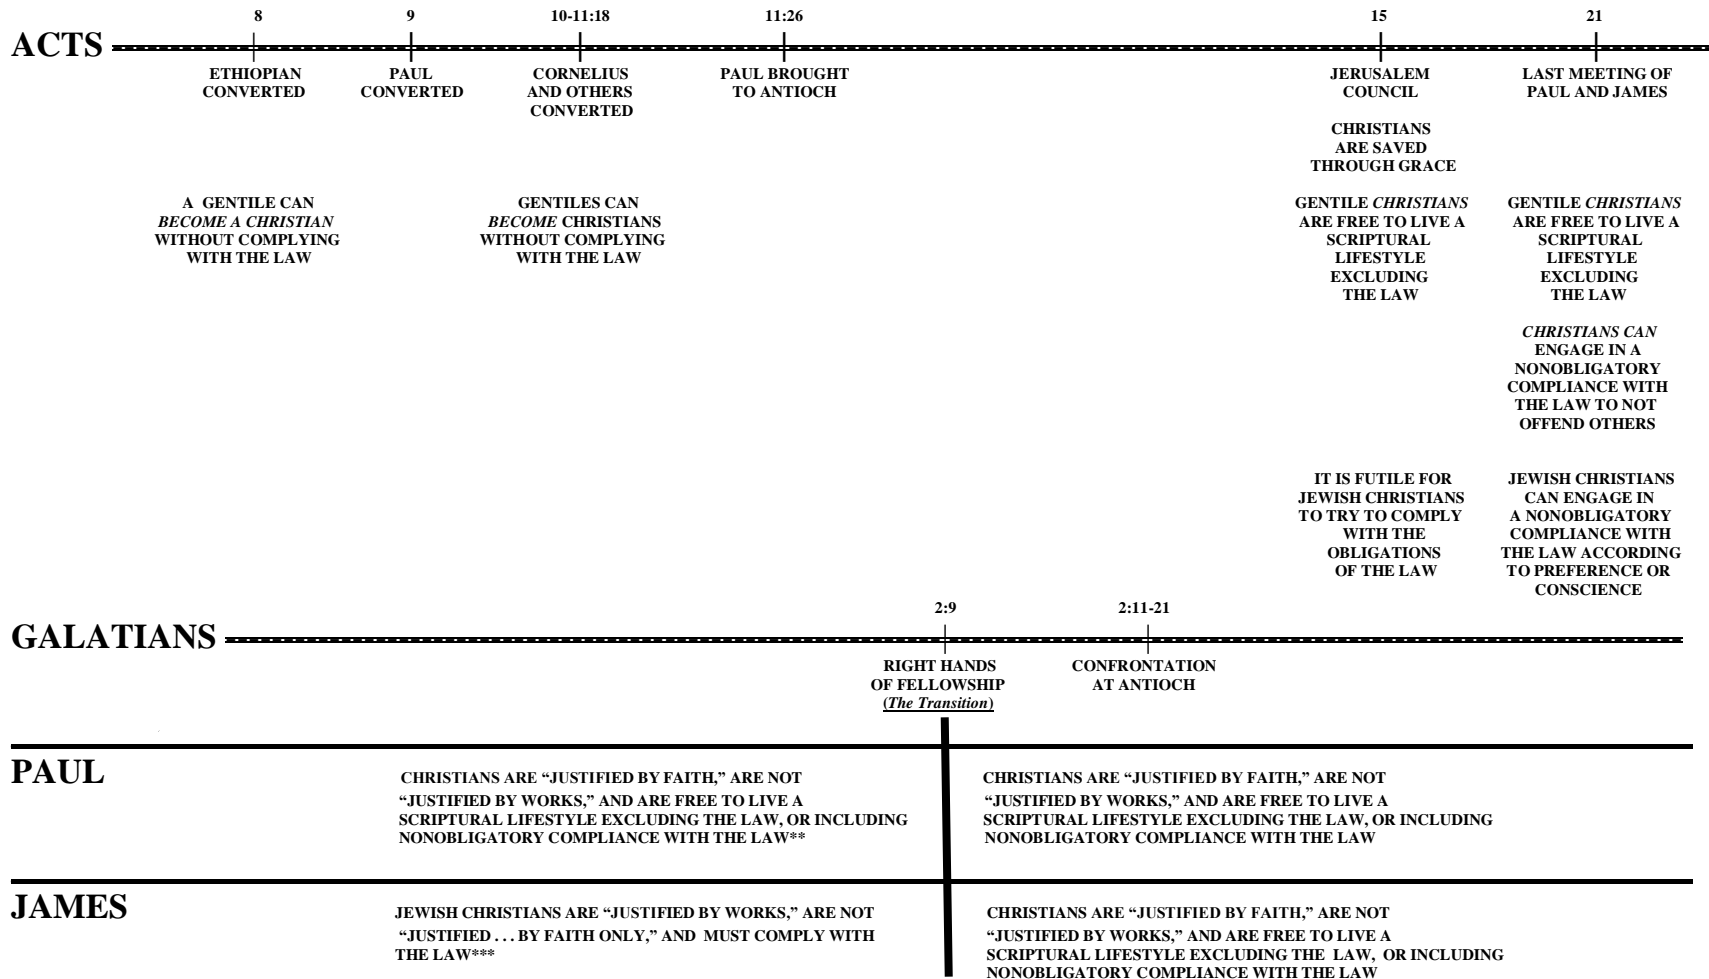 8 9 10-11:18 11:26 15 21
ACTS
ETHIOPIAN
CONVERTED
PAUL
CONVERTED
CORNELIUS
AND OTHERS
CONVERTED
PAUL BROUGHT
TO ANTIOCH
JERUSALEM
COUNCIL
LAST MEETING OF
PAUL AND JAMES
CHRISTIANS
ARE SAVED
THROUGH GRACE
A GENTILE CAN
BECOME A CHRISTIAN
WITHOUT COMPLYING
WITH THE LAW
GENTILES CAN
BECOME CHRISTIANS
WITHOUT COMPLYING
WITH THE LAW
GENTILE CHRISTIANS
ARE FREE TO LIVE A
SCRIPTURAL
LIFESTYLE
EXCLUDING
THE LAW
GENTILE CHRISTIANS
ARE FREE TO LIVE A
SCRIPTURAL
LIFESTYLE
EXCLUDING
THE LAW
CHRISTIANS CAN
ENGAGE IN A
NONOBLIGATORY
COMPLIANCE WITH
THE LAW TO NOT
OFFEND OTHERS
IT IS FUTILE FOR
JEWISH CHRISTIANS
TO TRY TO COMPLY
WITH THE
OBLIGATIONS
OF THE LAW
JEWISH CHRISTIANS
CAN ENGAGE IN
A NONOBLIGATORY
COMPLIANCE WITH
THE LAW ACCORDING
TO PREFERENCE OR
CONSCIENCE
2:9 2:11-21
GALATIANS
RIGHT HANDS
OF FELLOWSHIP
(The Transition)
CONFRONTATION
AT ANTIOCH
PAUL
CHRISTIANS ARE “JUSTIFIED BY FAITH,” ARE NOT
“JUSTIFIED BY WORKS,” AND ARE FREE TO LIVE A
SCRIPTURAL LIFESTYLE EXCLUDING THE LAW, OR INCLUDING
NONOBLIGATORY COMPLIANCE WITH THE LAW**
CHRISTIANS ARE “JUSTIFIED BY FAITH,” ARE NOT
“JUSTIFIED BY WORKS,” AND ARE FREE TO LIVE A
SCRIPTURAL LIFESTYLE EXCLUDING THE LAW, OR INCLUDING
NONOBLIGATORY COMPLIANCE WITH THE LAW
JAMES
JEWISH CHRISTIANS ARE “JUSTIFIED BY WORKS,” ARE NOT
“JUSTIFIED . . . BY FAITH ONLY,” AND MUST COMPLY WITH
THE LAW***
CHRISTIANS ARE “JUSTIFIED BY FAITH,” ARE NOT
“JUSTIFIED BY WORKS,” AND ARE FREE TO LIVE A
SCRIPTURAL LIFESTYLE EXCLUDING THE LAW, OR INCLUDING
NONOBLIGATORY COMPLIANCE WITH THE LAW